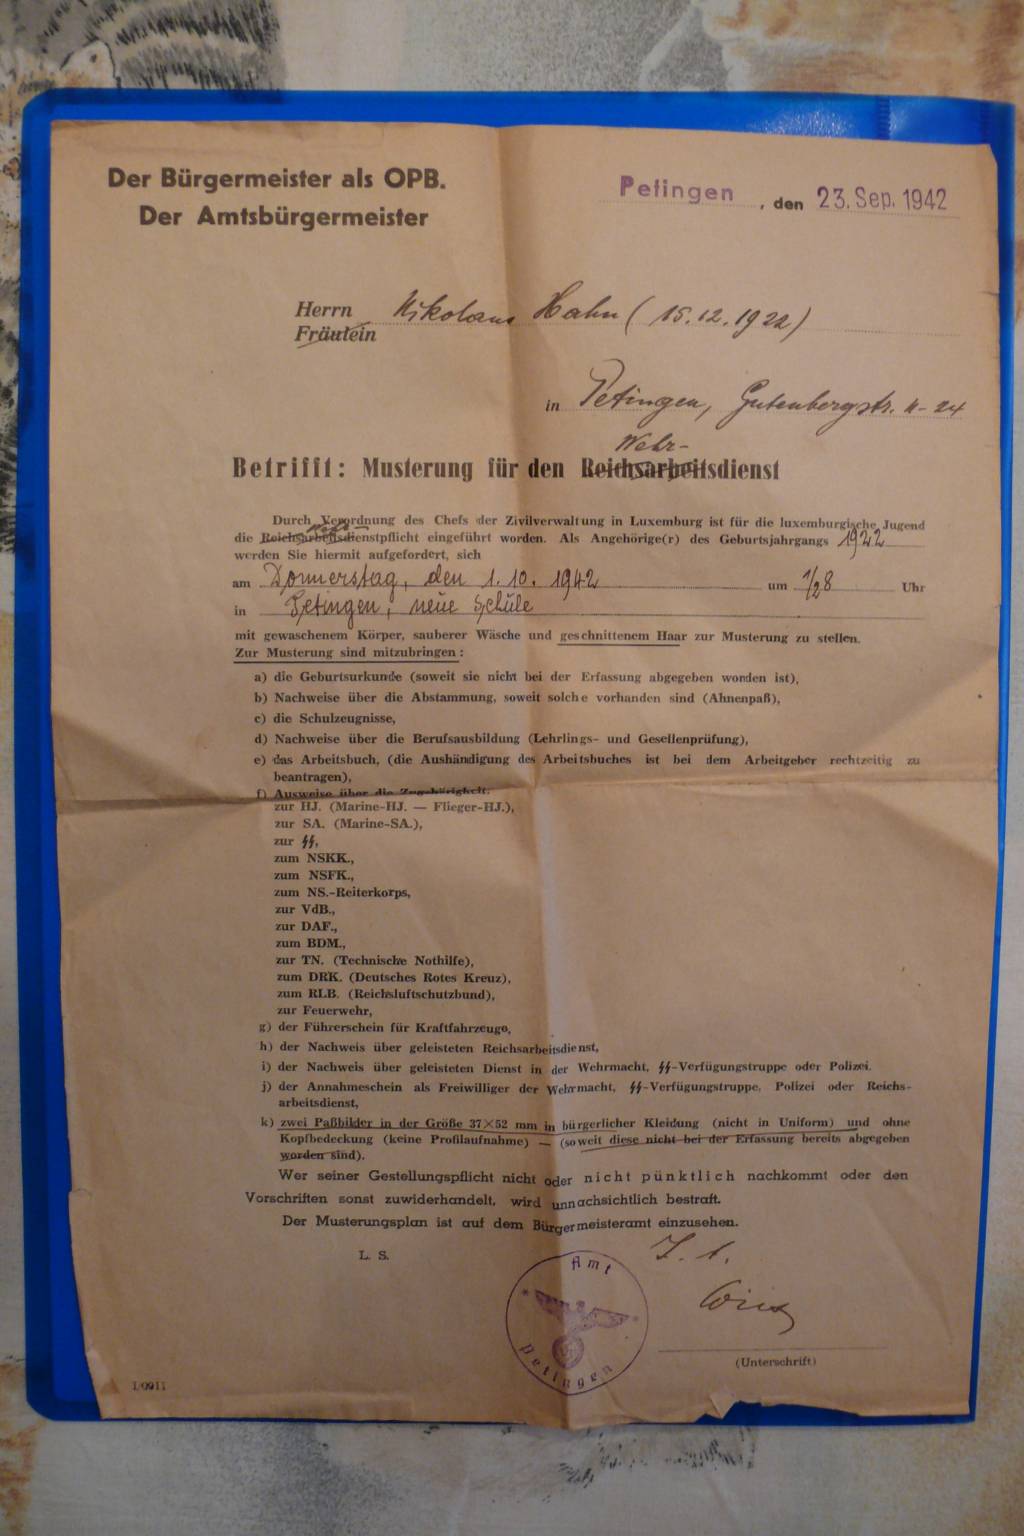 Der Bürgermeister als OPB.
Der Amtsbürgermeister
Petingen, den 23. Sep. 1942
Herrn Nikolaus Hahn (15.12.1922)
Fräulein
in Petingen, Gutenbergstr. 11-24
Wehr-
Betrifft: Musterung für den Reichsarbeitsdienst
Durch Verordnung des Chefs der Zivilverwaltung in Luxemburg ist für die luxemburgische Jugend
Wehr
die Reichsarbeitsdienstpflicht eingeführt worden. Als Angehörige(r) des Geburtsjahrgangs 1922
werden Sie hiermit aufgefordert, sich
am Donnerstag, den 1.10.1942 um 1/28 Uhr
in Petingen, neue Schule
mit gewaschenem Körper, sauberer Wäsche und geschnittenem Haar zur Musterung zu stellen.
Zur Musterung sind mitzubringen:
a) die Geburtsurkunde (soweit sie nicht bei der Erfassung abgegeben worden ist),
b) Nachweise über die Abstammung, soweit solche vorhanden sind (Ahnenpaß),
c) die Schulzeugnisse,
d) Nachweise über die Berufsausbildung (Lehrlings- und Gesellenprüfung),
e) das Arbeitsbuch, (die Aushändigung des Arbeitsbuches ist bei dem Arbeitgeber rechtzeitig zu
beantragen),
f) Ausweise über die Zugehörigkeit:
zur HJ. (Marine-HJ. — Flieger-HJ.),
zur SA. (Marine-SA.),
zur SS,
zum NSKK.,
zum NSFK.,
zum NS.-Reiterkorps,
zur VdB.,
zur DAF.,
zum BDM.,
zur TN. (Technische Nothilfe),
zum DRK. (Deutsches Rotes Kreuz),
zum RLB. (Reichsluftschutzbund),
zur Feuerwehr,
g) der Führerschein für Kraftfahrzeuge,
h) der Nachweis über geleisteten Reichsarbeitsdienst,
i) der Nachweis über geleisteten Dienst in der Wehrmacht, SS-Verfügungstruppe oder Polizei.
j) der Annahmeschein als Freiwilliger der Wehrmacht, SS-Verfügungstruppe, Polizei oder Reichs-
arbeitsdienst,
k) zwei Paßbilder in der Größe 37×52 mm in bürgerlicher Kleidung (nicht in Uniform) und ohne
Kopfbedeckung (keine Profilaufnahme) — (soweit diese nicht bei der Erfassung bereits abgegeben
worden sind).
Wer seiner Gestellungspflicht nicht oder nicht pünktlich nachkommt oder den
Vorschriften sonst zuwiderhandelt, wird unnachsichtlich bestraft.
Der Musterungsplan ist auf dem Bürgermeisteramt einzusehen.
L. S.
Amt
Petingen
(Unterschrift)
I/0911